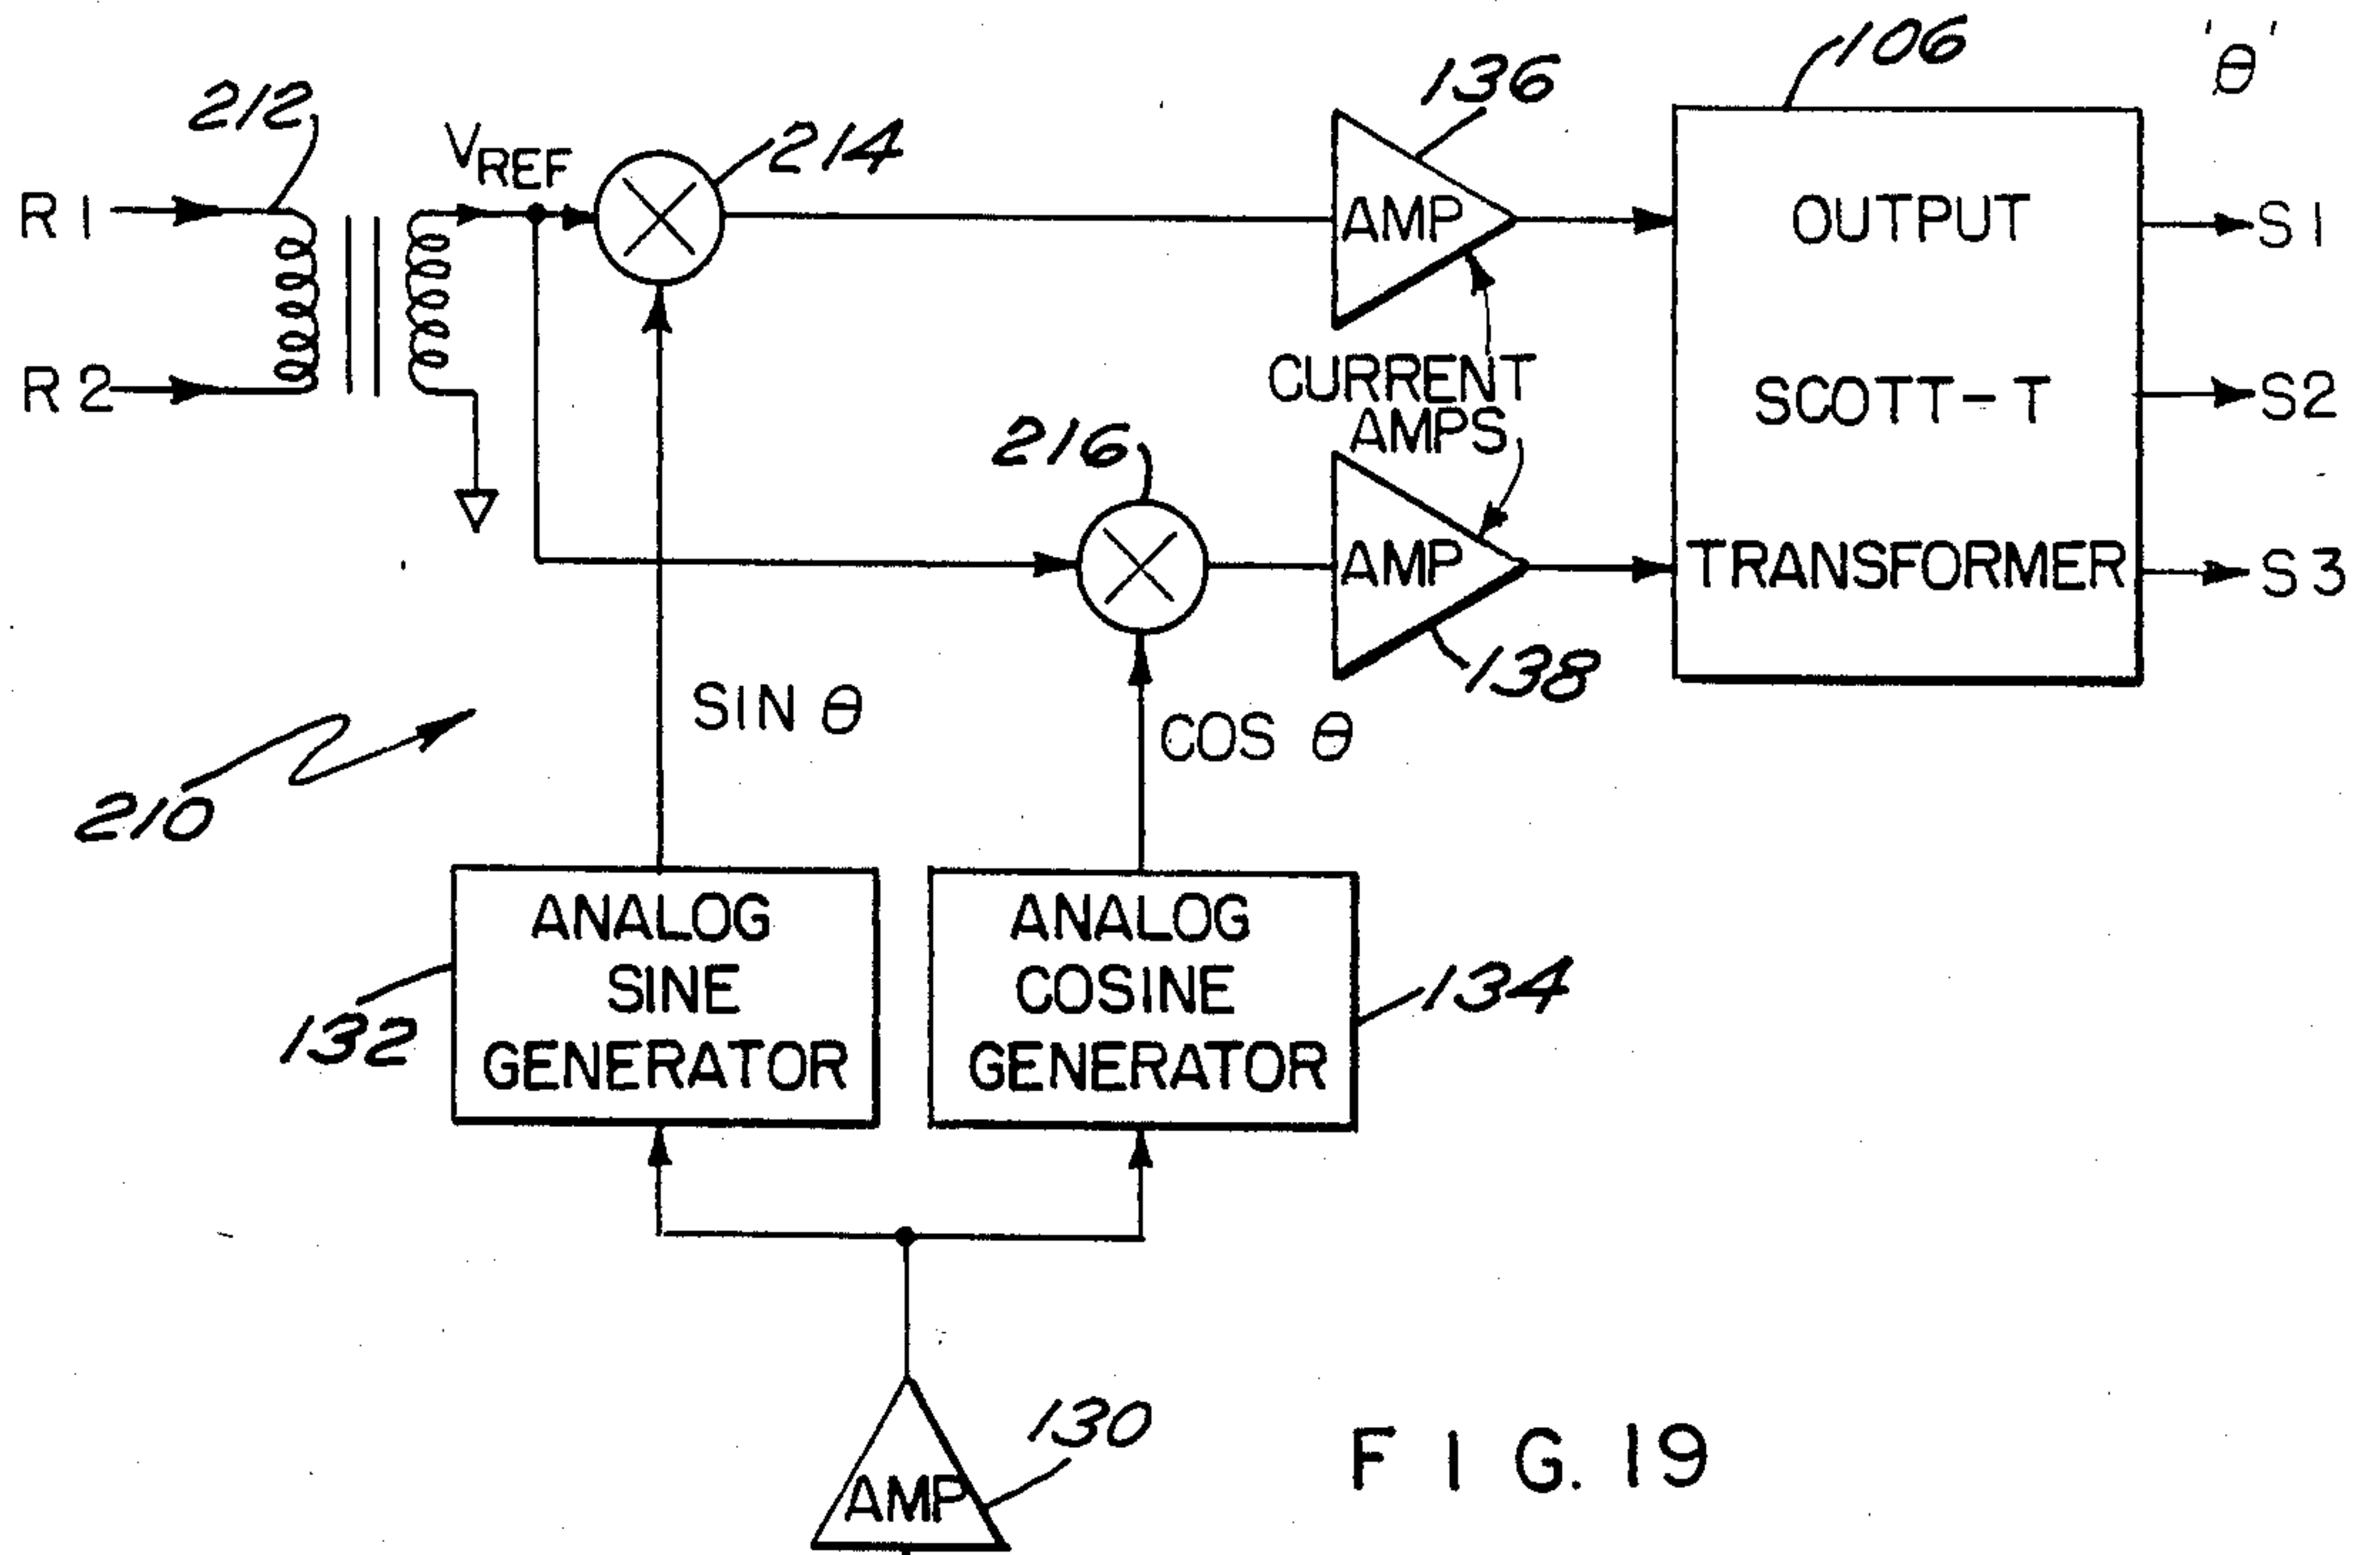 106
'θ'
136
212
VREF
214
R1
AMP
OUTPUT
S1
CURRENT
AMPS
R2
SCOTT-T
S2
216
AMP
TRANSFORMER
S3
138
SIN θ
COS θ
210
ANALOG
SINE
GENERATOR
132
ANALOG
COSINE
GENERATOR
134
130
AMP
FIG. 19